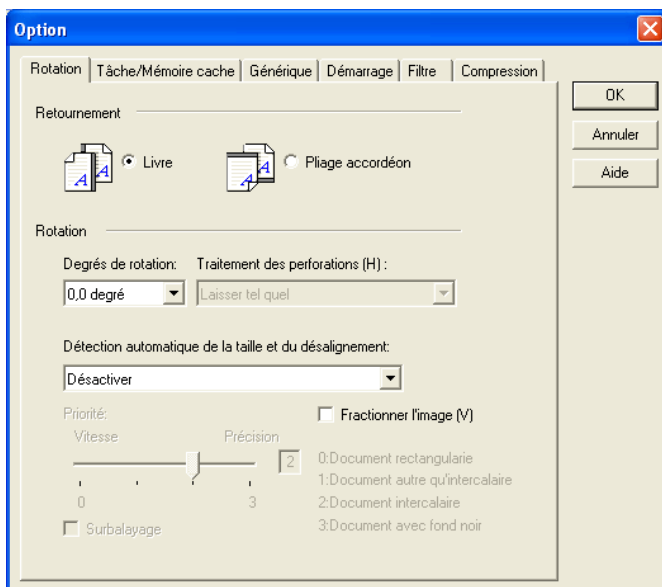 Option
Rotation Tâche/Mémoire cache Générique Démarrage Filtre Compression
OK
Annuler
Aide
Retournement
A A Livre A A Pliage accordéon
Rotation
Degrés de rotation: Traitement des perforations (H) :
0,0 degré Laisser tel quel
Détection automatique de la taille et du désalignement:
Désactiver
Priorité: Fractionner l'image (V)
Vitesse Précision
2
0:Document rectangularie
1:Document autre qu'intercalaire
0 3 2:Document intercalaire
Surbalayage 3:Document avec fond noir